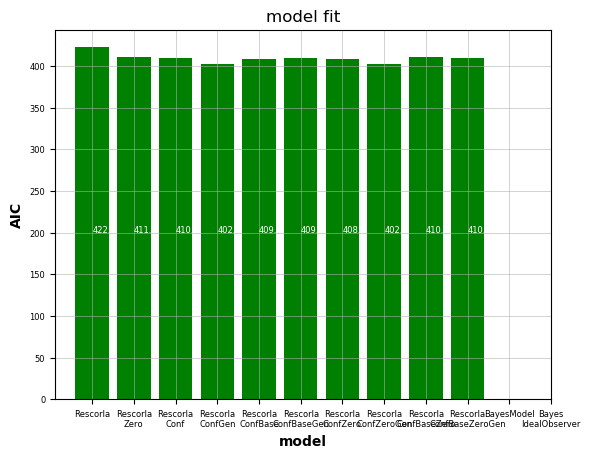 model fit
AIC
400
350
300
250
200
150
100
50
0
422 411 410 402 409 409 408 402 410 410
Rescorla Rescorla Rescorla Rescorla Rescorla Rescorla Rescorla Rescorla Rescorla Rescorla BayesModel Bayes
Zero Conf ConfGen ConfBase ConfBaseGen ConfZero ConfZeroGen ConfBaseZero ConfBaseZeroGen IdealObserver
model